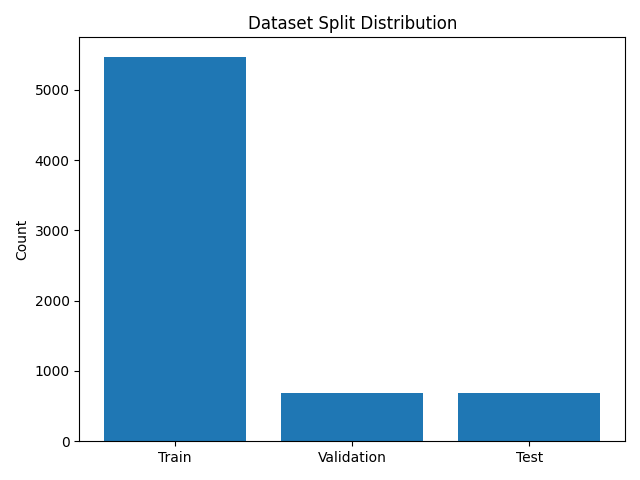 Dataset Split Distribution
Count
5000
4000
3000
2000
1000
0
Train
Validation
Test